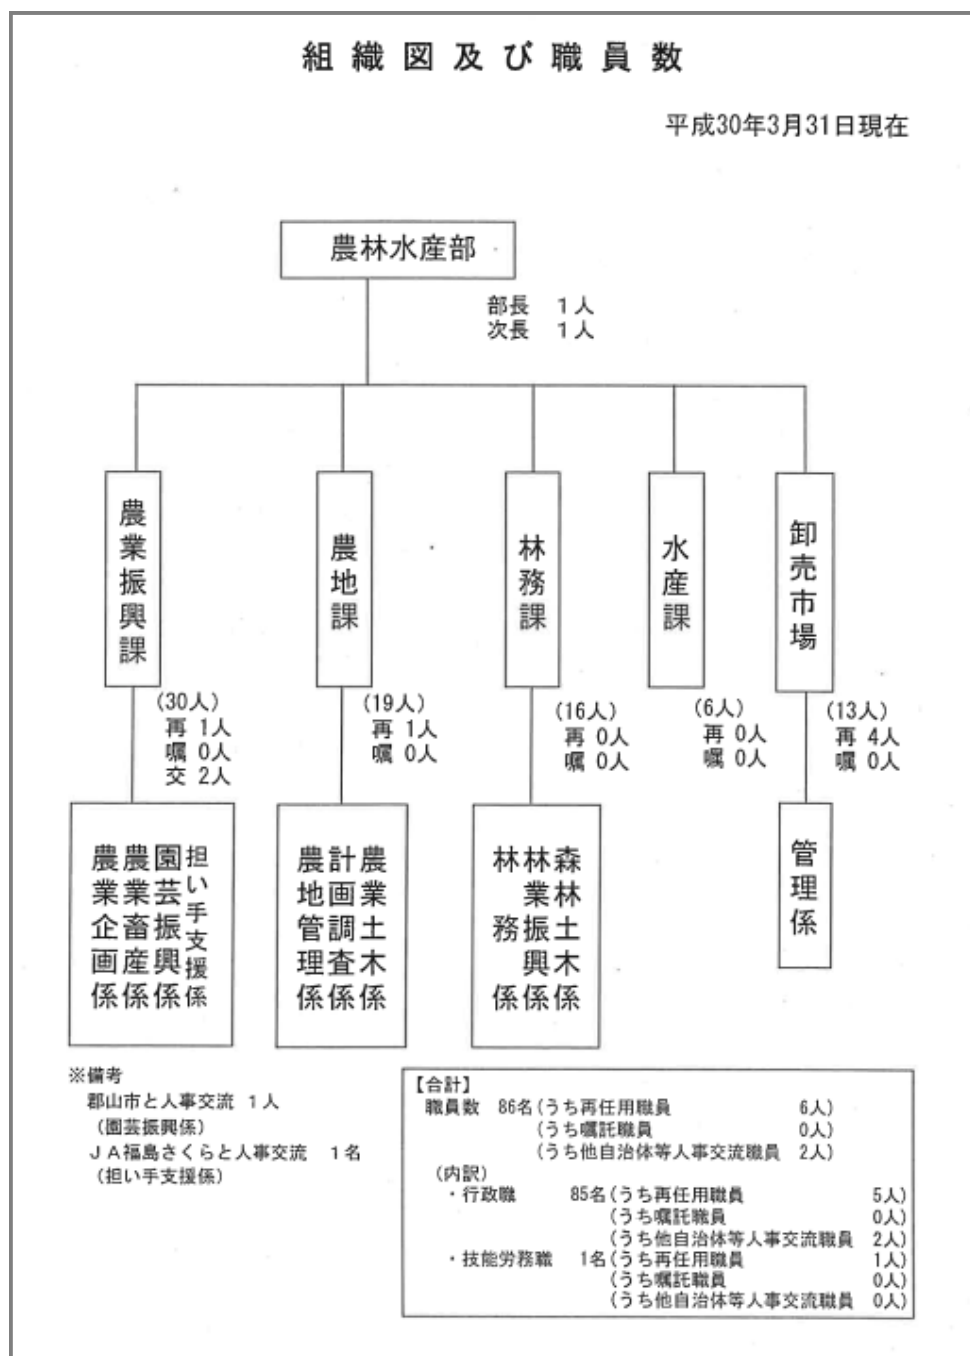 組織図及び職員数
平成30年3月31日現在
農林水産部
部長 1人
次長 1人
農業振興課
(30人)
再 1人
嘱 0人
交 2人
農地課
(19人)
再 1人
嘱 0人
林務課
(16人)
再 0人
嘱 0人
水産課
(6人)
再 0人
嘱 0人
卸売市場
(13人)
再 4人
嘱 0人
農業企画係
農業畜産係
園芸振興係
担い手支援係
農地管理係
計画調査係
農業土木係
林務係
林業振興係
森林土木係
管理係
※備考
郡山市と人事交流 1人
(園芸振興係)
JA福島さくらと人事交流 1名
(担い手支援係)
【合計】
職員数 86名(うち再任用職員 6人)
(うち嘱託職員 0人)
(うち他自治体等人事交流職員 2人)
(内訳)
・行政職 85名(うち再任用職員 5人)
(うち嘱託職員 0人)
(うち他自治体等人事交流職員 2人)
・技能労務職 1名(うち再任用職員 1人)
(うち嘱託職員 0人)
(うち他自治体等人事交流職員 0人)